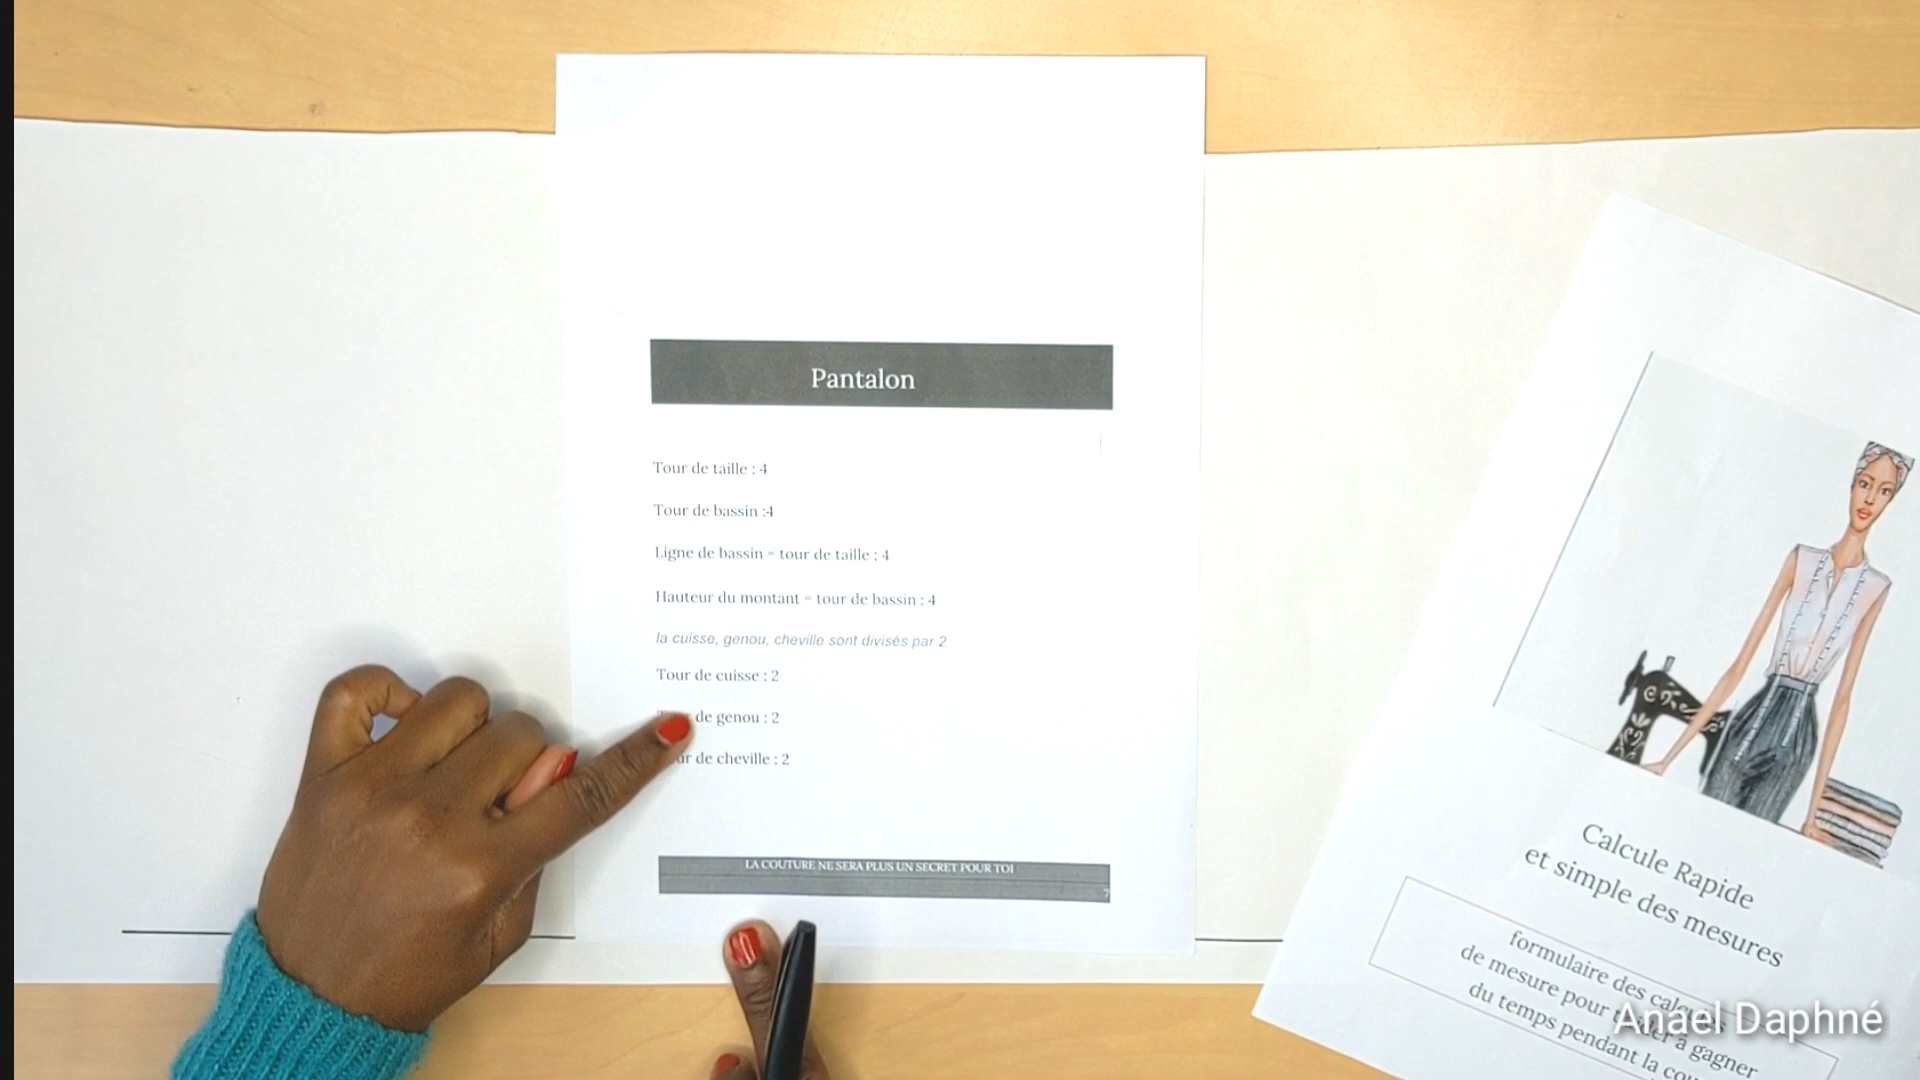 Pantalon
Tour de taille : 4
Tour de bassin :4
Ligne de bassin = tour de taille : 4
Hauteur du montant = tour de bassin : 4
la cuisse, genou, cheville sont divisés par 2
Tour de cuisse : 2
de genou : 2
de cheville : 2
LA COUTURE NE SERA PLUS UN SECRET POUR TOI
7
Calcule Rapide
et simple des mesures
formulaire des
de mesure pour à gagner
du temps pendant la
Anael Daphné